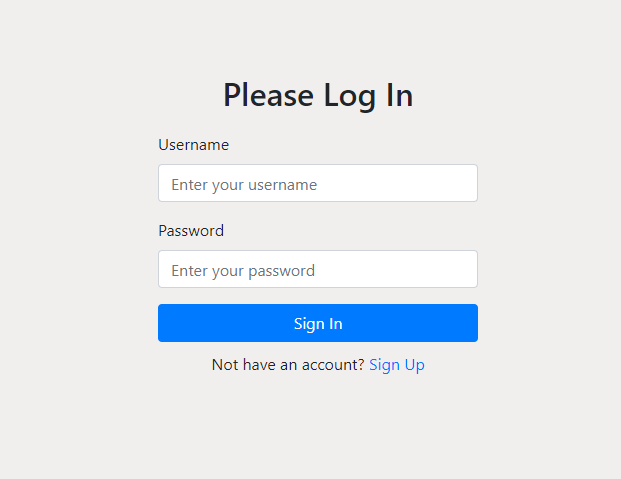 Please Log In
Username
Enter your username
Password
Enter your password
Sign In
Not have an account? Sign Up